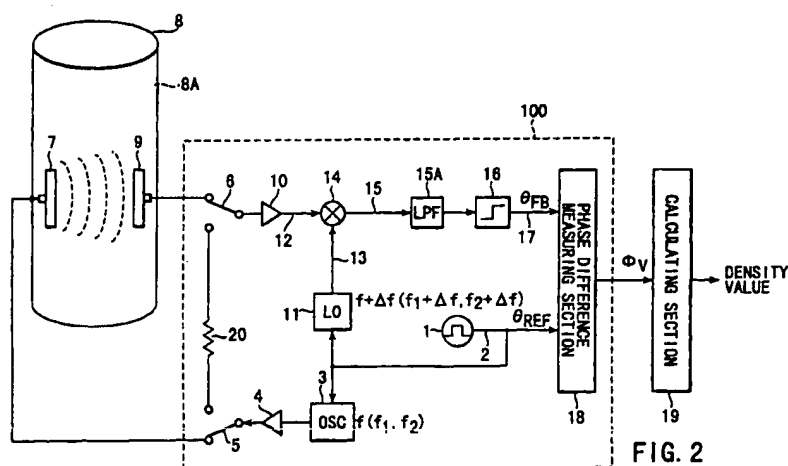 8
8A
100
7
9
6
10
14
15
15A
16
12
LPF
θFB
17
13
11
LO
f+Δf(f1+Δf, f2+Δf)
1
2
θREF
PHASE DIFFERENCE MEASURING SECTION
18
ΦV
CALCULATING SECTION
19
DENSITY
VALUE
20
3
4
OSC
f(f1, f2)
5
FIG. 2